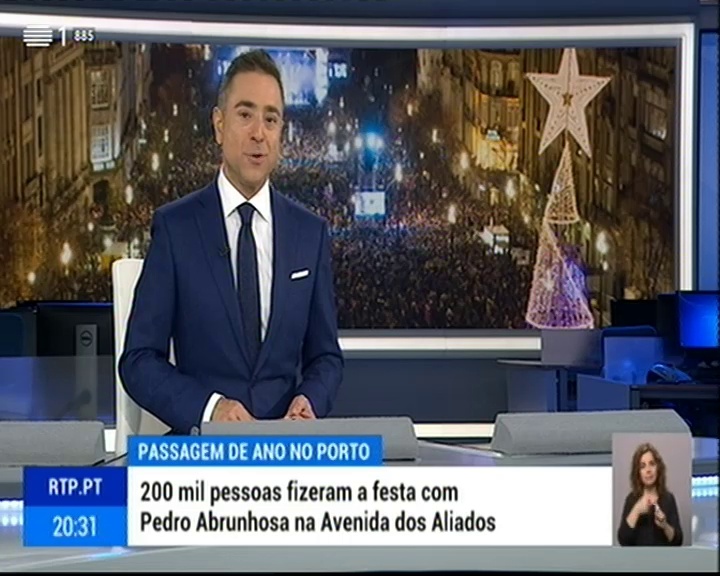 1 885
PASSAGEM DE ANO NO PORTO
RTP.PT
200 mil pessoas fizeram a festa com
20:31
Pedro Abrunhosa na Avenida dos Aliados
DELL